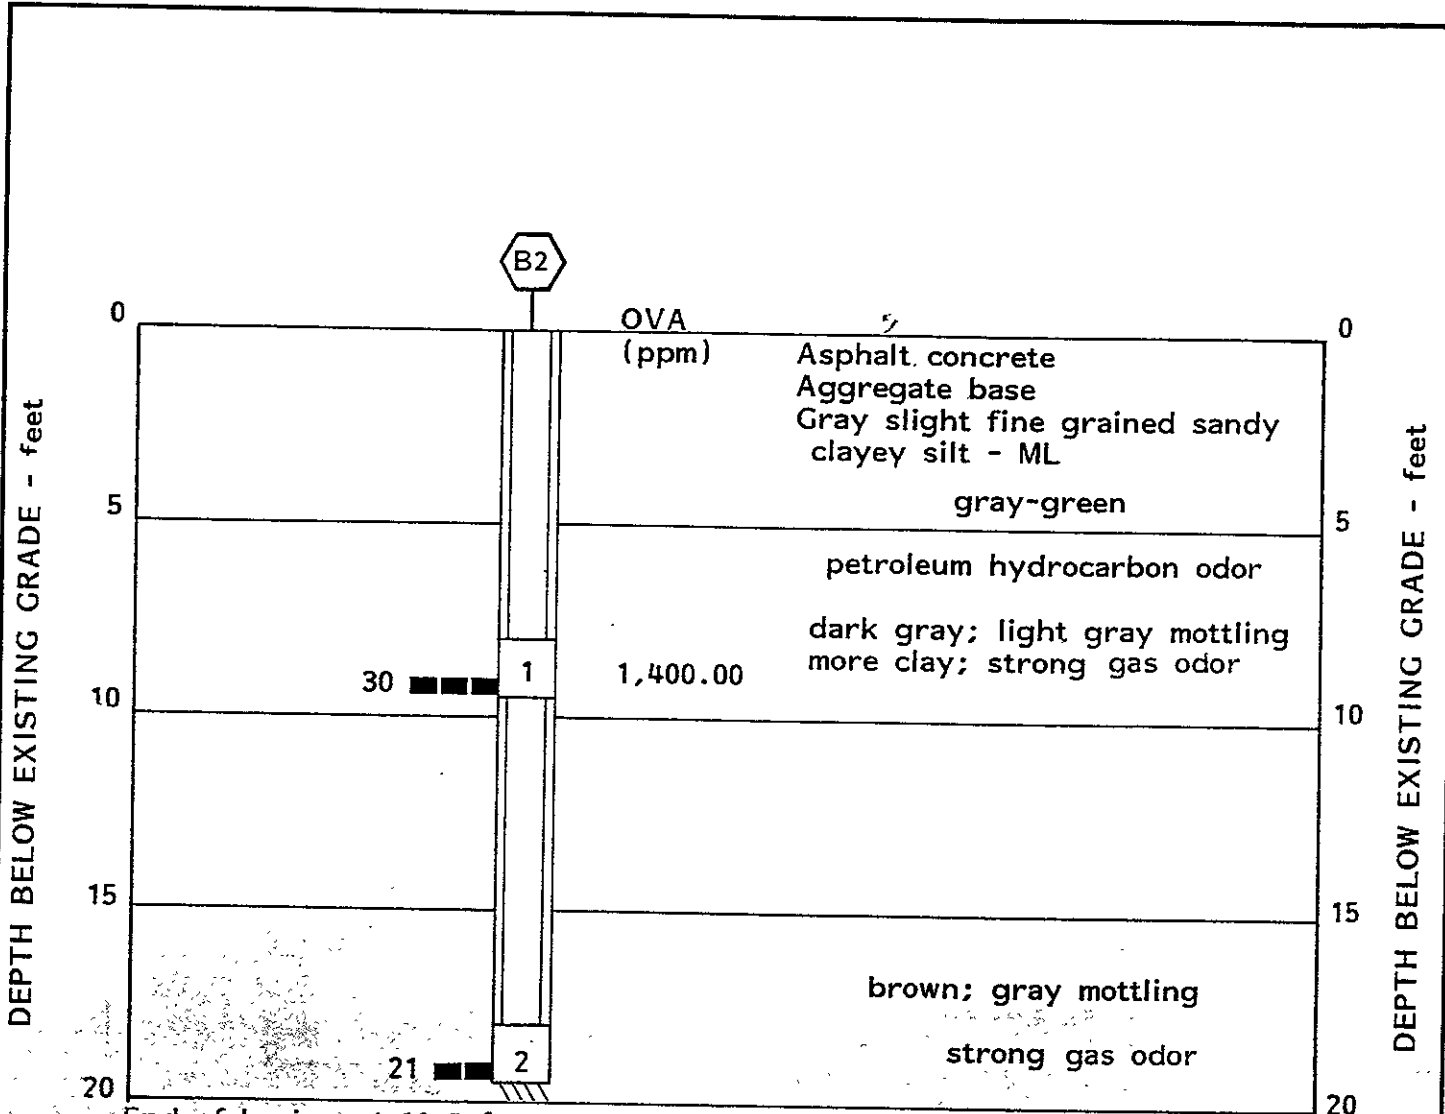 B2
0
OVA
(ppm)
0
Asphalt concrete
Aggregate base
Gray slight fine grained sandy
clayey silt - ML
gray-green
5
5
petroleum hydrocarbon odor
dark gray; light gray mottling
more clay; strong gas odor
30
1
1,400.00
10
10
15
15
brown; gray mottling
strong gas odor
21
2
20
20
DEPTH BELOW EXISTING GRADE - feet
DEPTH BELOW EXISTING GRADE - feet